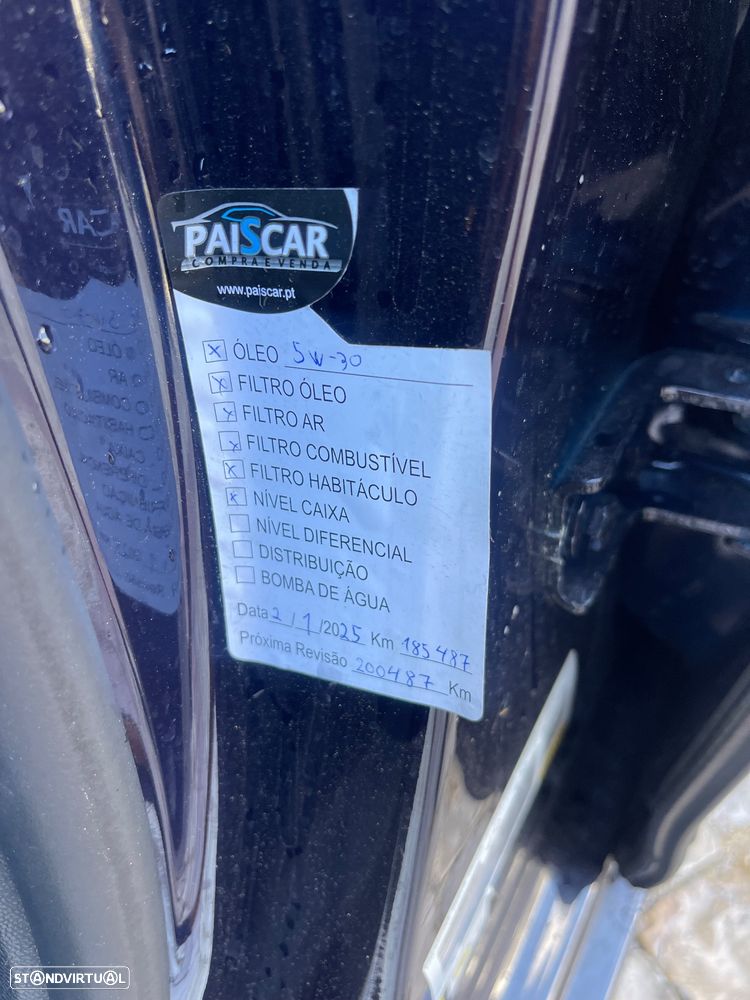 PAISCAR
COMPRA E VENDA
www.paiscar.pt
x ÓLEO 5W-30
x FILTRO ÓLEO
x FILTRO AR
x FILTRO COMBUSTÍVEL
x FILTRO HABITÁCULO
x NÍVEL CAIXA
NÍVEL DIFERENCIAL
DISTRIBUIÇÃO
BOMBA DE ÁGUA
Data 2/1/2025 Km 185487
Próxima Revisão 200487 Km
STANDVIRTUAL